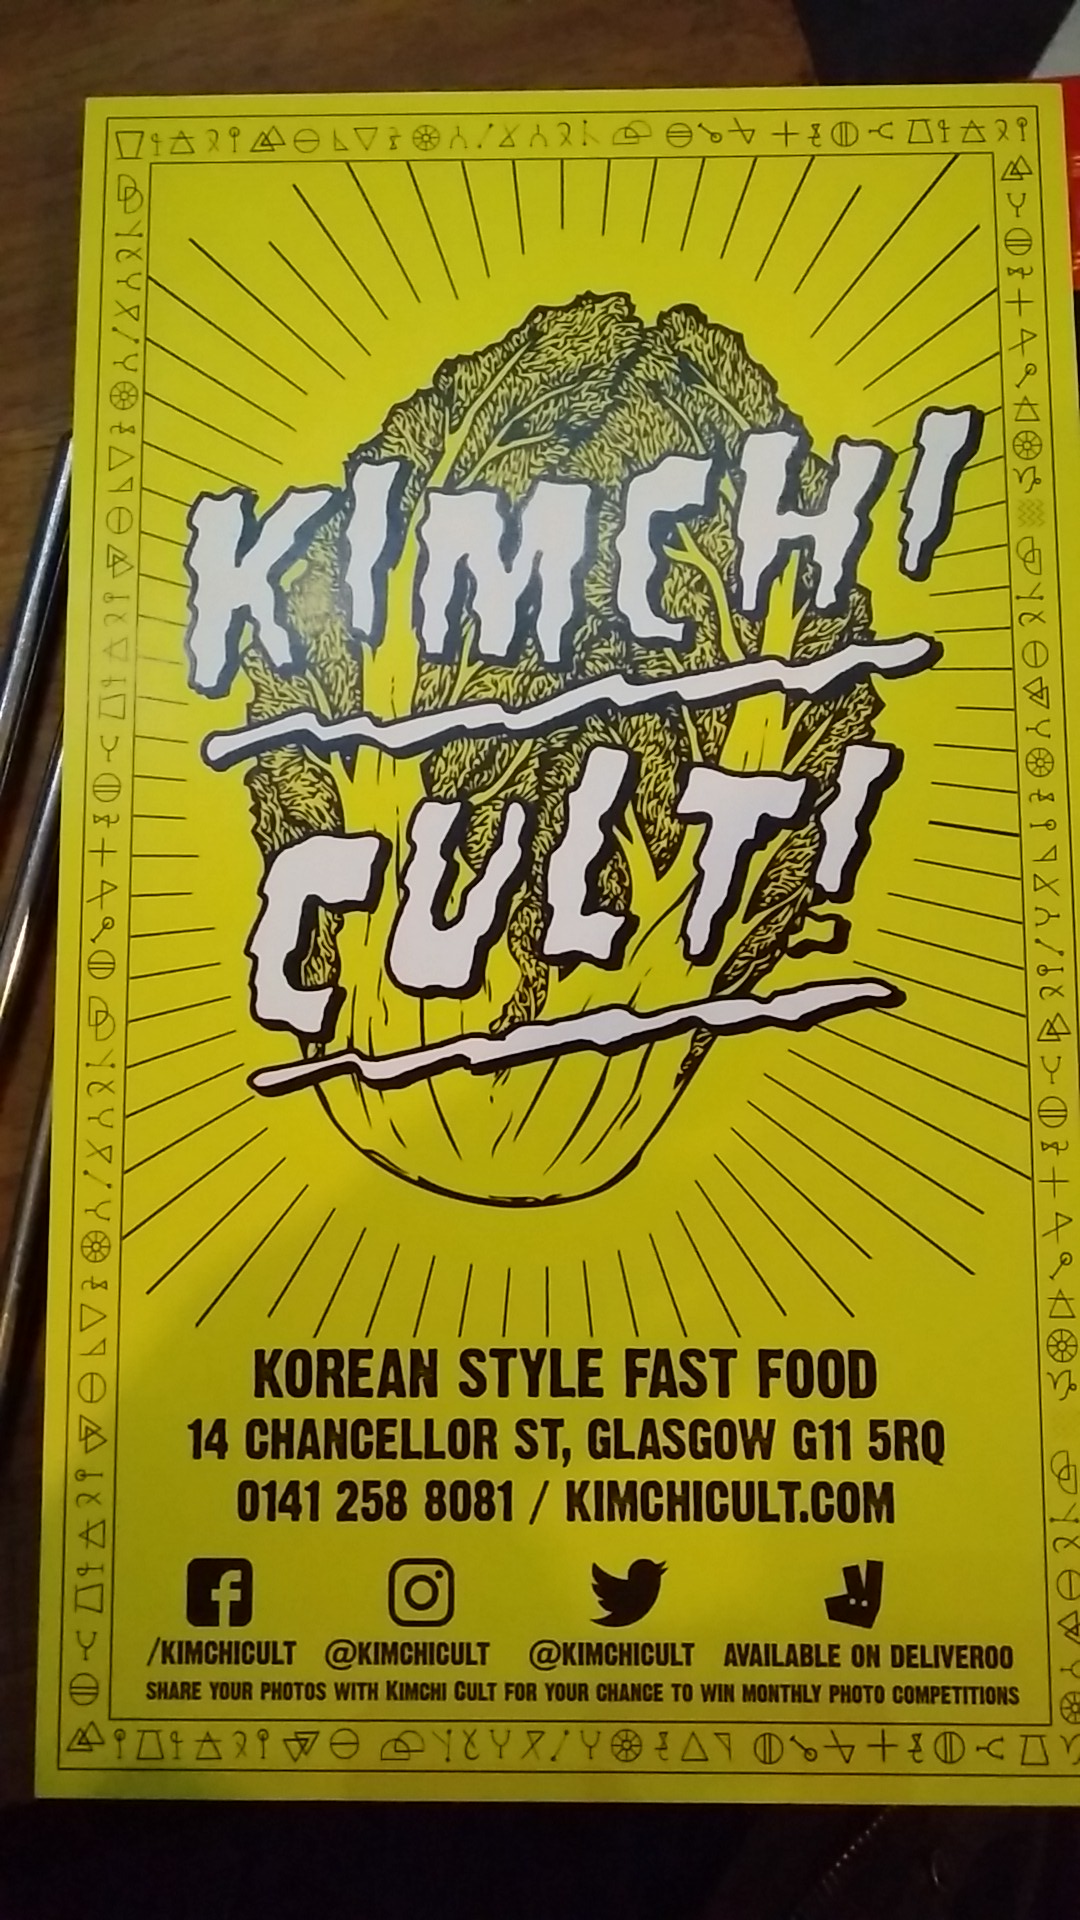 KIMCHI
CULT!
KOREAN STYLE FAST FOOD
14 CHANCELLOR ST, GLASGOW G11 5RQ
0141 258 8081 / KIMCHICULT.COM
/KIMCHICULT @KIMCHICULT @KIMCHICULT AVAILABLE ON DELIVEROO
SHARE YOUR PHOTOS WITH KIMCHI CULT FOR YOUR CHANCE TO WIN MONTHLY PHOTO COMPETITIONS